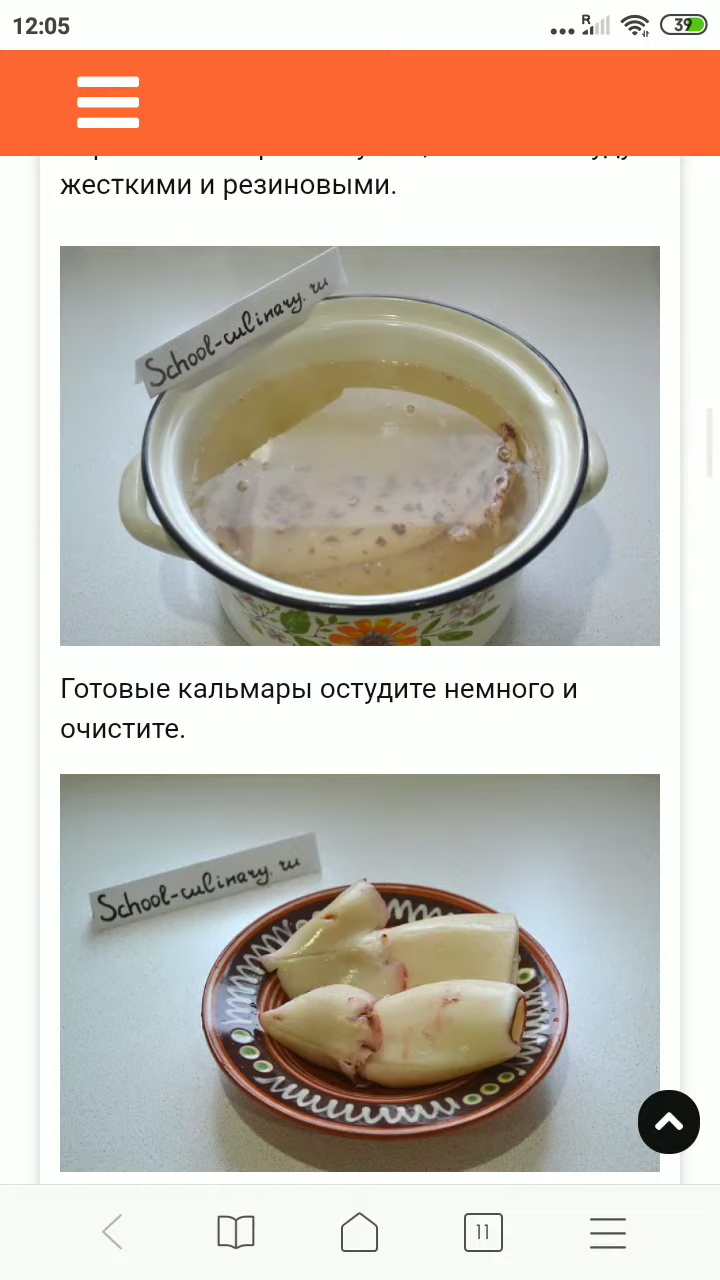 12:05
R
39
жесткими и резиновыми.
School-culinary.ru
Готовые кальмары остудите немного и
очистите.
School-culinary.ru
11